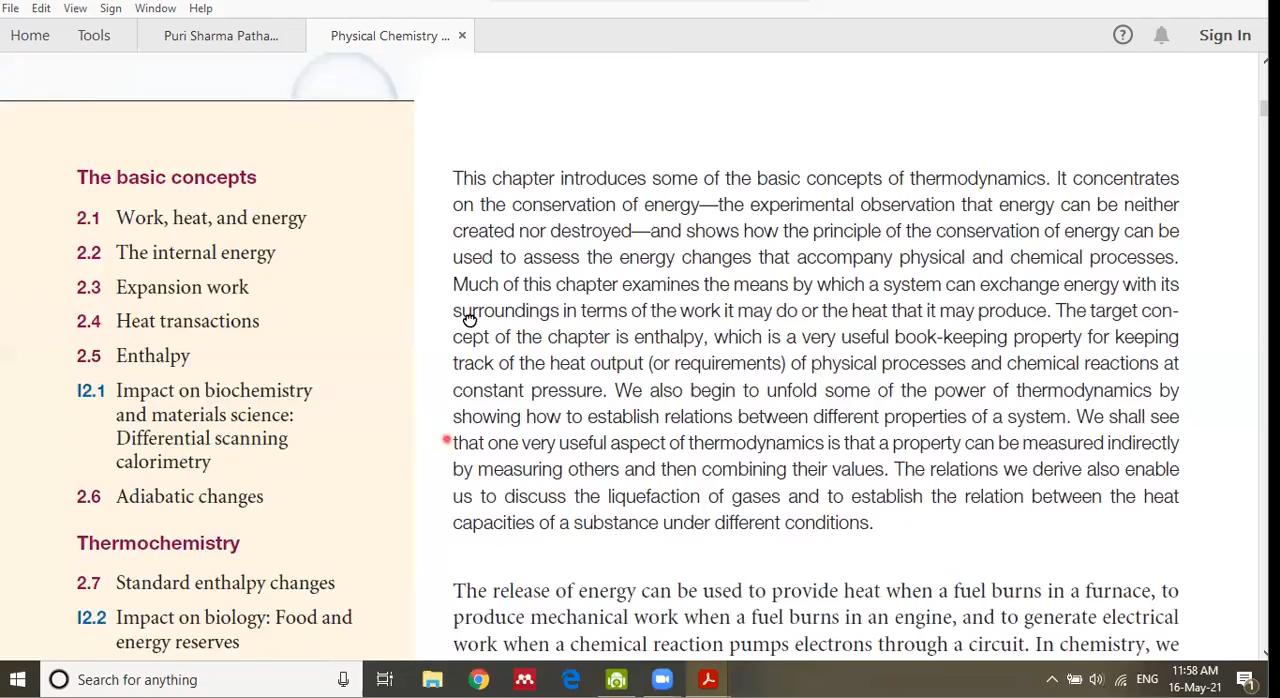 File Edit View Sign Window Help
Home Tools Puri Sharma Patha... Physical Chemistry ... × Sign In
The basic concepts
2.1 Work, heat, and energy
2.2 The internal energy
2.3 Expansion work
2.4 Heat transactions
2.5 Enthalpy
I2.1 Impact on biochemistry
and materials science:
Differential scanning
calorimetry
2.6 Adiabatic changes
Thermochemistry
2.7 Standard enthalpy changes
I2.2 Impact on biology: Food and
energy reserves
This chapter introduces some of the basic concepts of thermodynamics. It concentrates
on the conservation of energy—the experimental observation that energy can be neither
created nor destroyed—and shows how the principle of the conservation of energy can be
used to assess the energy changes that accompany physical and chemical processes.
Much of this chapter examines the means by which a system can exchange energy with its
surroundings in terms of the work it may do or the heat that it may produce. The target con-
cept of the chapter is enthalpy, which is a very useful book-keeping property for keeping
track of the heat output (or requirements) of physical processes and chemical reactions at
constant pressure. We also begin to unfold some of the power of thermodynamics by
showing how to establish relations between different properties of a system. We shall see
that one very useful aspect of thermodynamics is that a property can be measured indirectly
by measuring others and then combining their values. The relations we derive also enable
us to discuss the liquefaction of gases and to establish the relation between the heat
capacities of a substance under different conditions.
The release of energy can be used to provide heat when a fuel burns in a furnace, to
produce mechanical work when a fuel burns in an engine, and to generate electrical
work when a chemical reaction pumps electrons through a circuit. In chemistry, we
Search for anything
ENG
11:58 AM
16-May-21
1